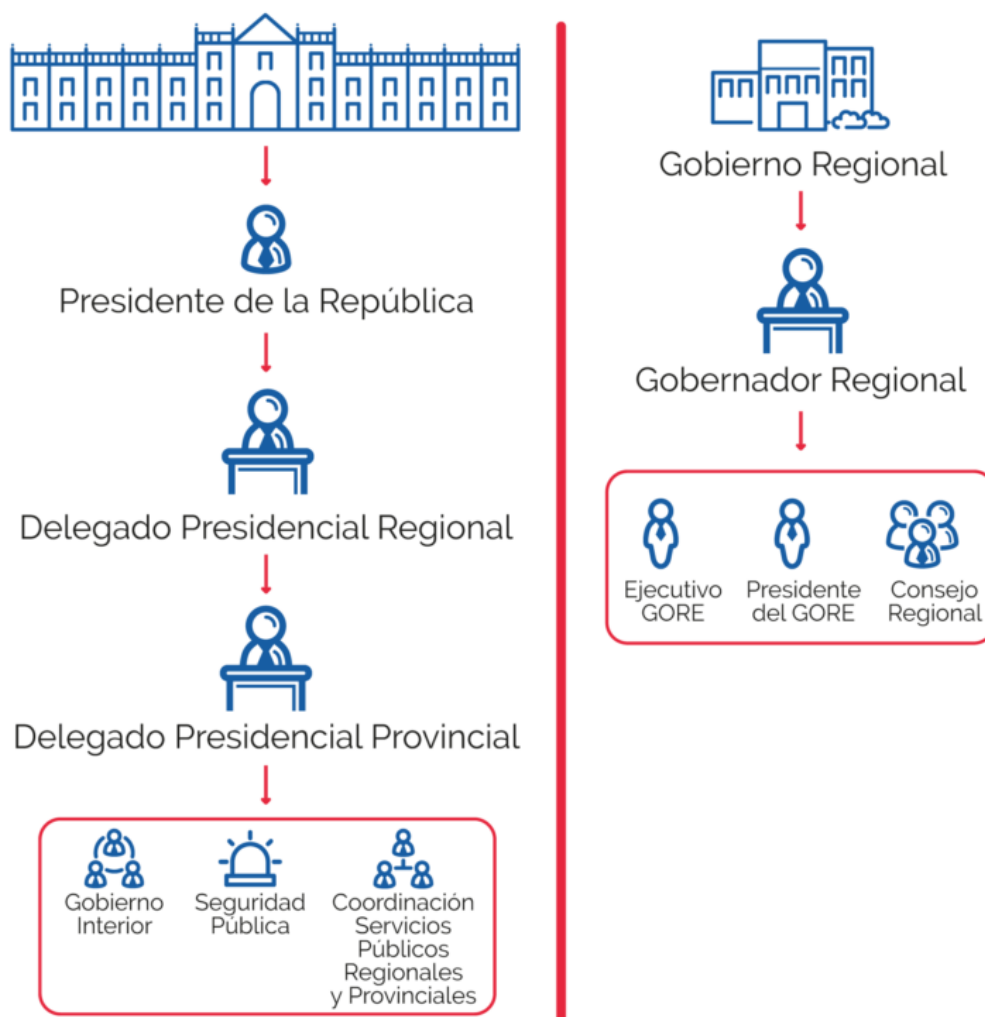 Presidente de la República
Delegado Presidencial Regional
Delegado Presidencial Provincial
Gobierno
Interior
Seguridad
Pública
Coordinación
Servicios
Públicos
Regionales
y Provinciales
Gobierno Regional
Gobernador Regional
Ejecutivo
GORE
Presidente
del GORE
Consejo
Regional